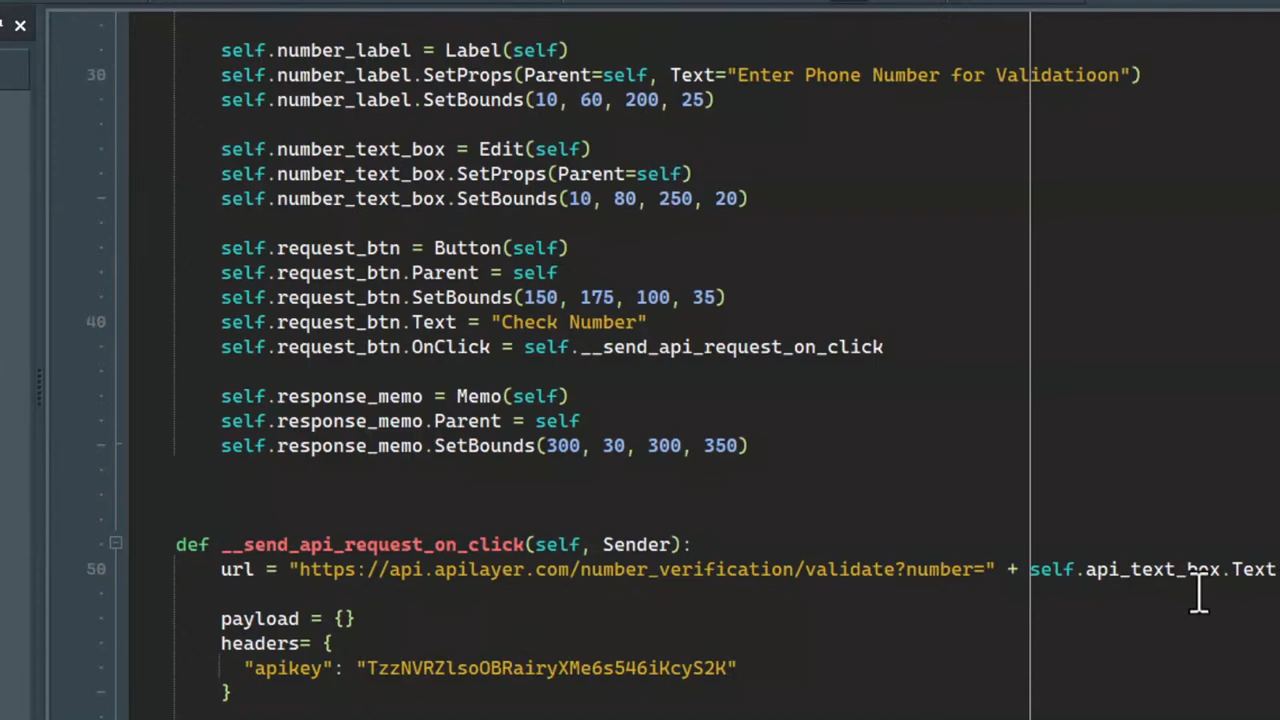 self.number_label = Label(self)
30 self.number_label.SetProps(Parent=self, Text="Enter Phone Number for Validatioon")
self.number_label.SetBounds(10, 60, 200, 25)
self.number_text_box = Edit(self)
self.number_text_box.SetProps(Parent=self)
self.number_text_box.SetBounds(10, 80, 250, 20)
self.request_btn = Button(self)
self.request_btn.Parent = self
self.request_btn.SetBounds(150, 175, 100, 35)
40 self.request_btn.Text = "Check Number"
self.request_btn.OnClick = self.__send_api_request_on_click
self.response_memo = Memo(self)
self.response_memo.Parent = self
self.response_memo.SetBounds(300, 30, 300, 350)
def __send_api_request_on_click(self, Sender):
50 url = "https://api.apilayer.com/number_verification/validate?number=" + self.api_text_box.Text
payload = {}
headers= {
"apikey": "TzzNVRZlsoOBRairyXMe6s546iKcyS2K"
}